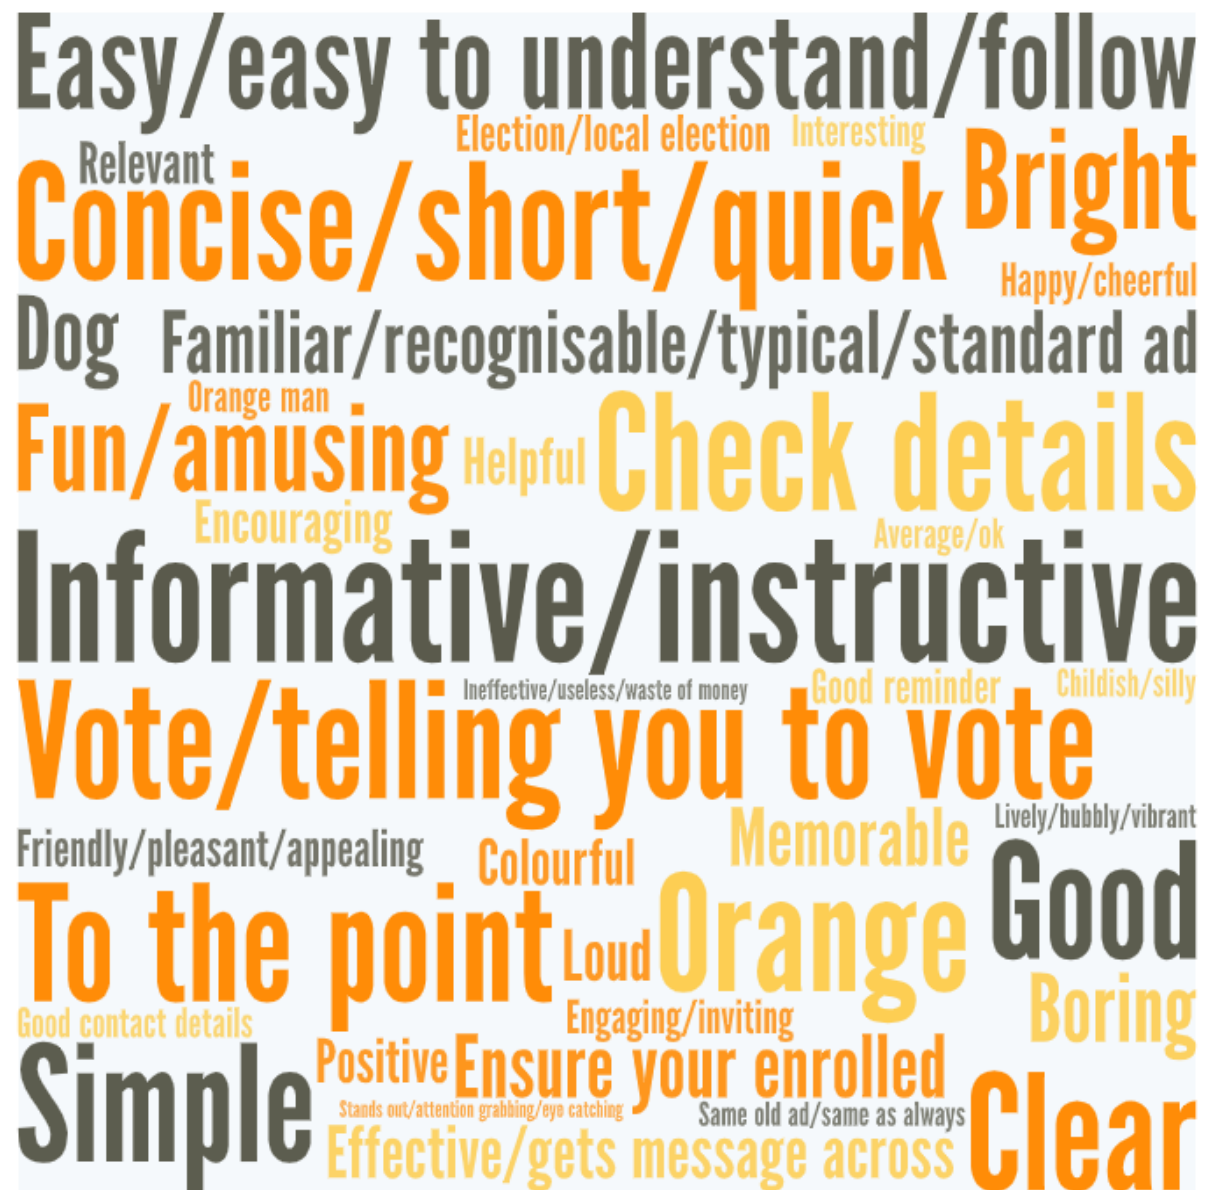 Easy/easy to understand/follow
Election/local election
Interesting
Relevant
Bright
Concise/short/quick
Happy/cheerful
Dog
Familiar/recognisable/typical/standard ad
Orange man
Fun/amusing
Helpful
Check details
Encouraging
Average/ok
Informative/instructive
Ineffective/useless/waste of money
Good reminder
Childish/silly
Vote/telling you to vote
Lively/bubbly/vibrant
Friendly/pleasant/appealing
Colourful
Memorable
Good
To the point
Loud
Orange
Good contact details
Engaging/inviting
Boring
Simple
Positive
Ensure your enrolled
Stands out/attention grabbing/eye catching
Same old ad/same as always
Clear
Effective/gets message across